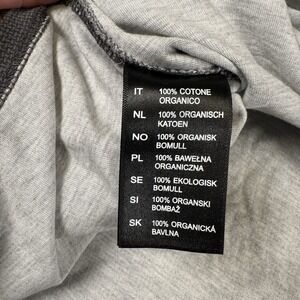 IT 100% COTONE
ORGANICO
NL 100% ORGANISCH
KATOEN
NO 100% ORGANISK
BOMULL
PL 100% BAWEŁNA
ORGANICZNA
SE 100% EKOLOGISK
BOMULL
SI 100% ORGANSKI
BOMBAŽ
SK 100% ORGANICKÁ
BAVLNA